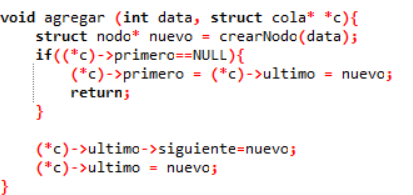 void agregar (int data, struct cola* *c){
    struct nodo* nuevo = crearNodo(data);
    if((*c)->primero==NULL){
        (*c)->primero = (*c)->ultimo = nuevo;
        return;
    }

    (*c)->ultimo->siguiente=nuevo;
    (*c)->ultimo = nuevo;
}